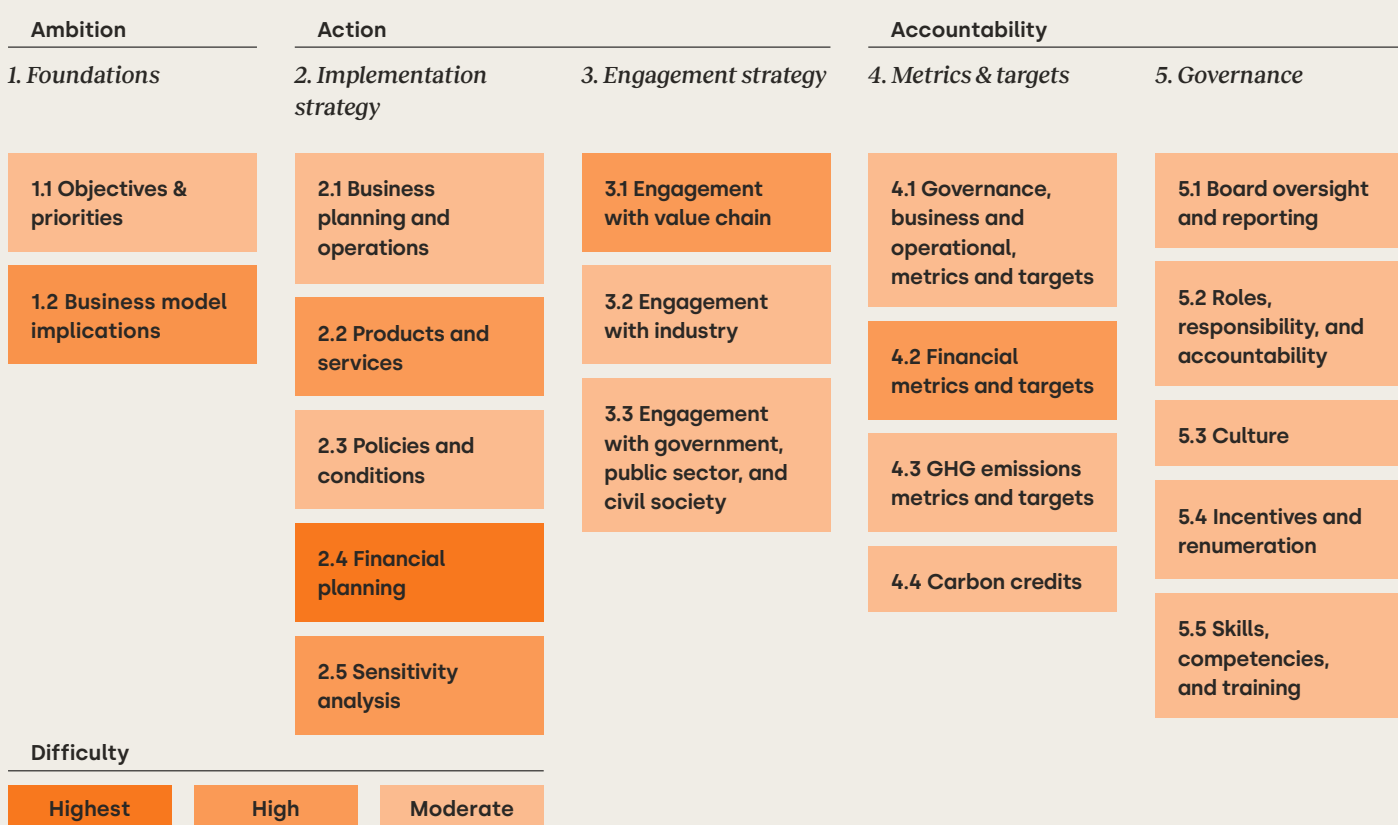 Ambition
Action
Accountability
1. Foundations
2. Implementation
strategy
3. Engagement strategy
4. Metrics & targets
5. Governance
1.1 Objectives &
priorities
1.2 Business model
implications
2.1 Business
planning and
operations
2.2 Products and
services
2.3 Policies and
conditions
2.4 Financial
planning
2.5 Sensitivity
analysis
3.1 Engagement
with value chain
3.2 Engagement
with industry
3.3 Engagement
with government,
public sector, and
civil society
4.1 Governance,
business and
operational,
metrics and targets
4.2 Financial
metrics and targets
4.3 GHG emissions
metrics and targets
4.4 Carbon credits
5.1 Board oversight
and reporting
5.2 Roles,
responsibility, and
accountability
5.3 Culture
5.4 Incentives and
renumeration
5.5 Skills,
competencies,
and training
Difficulty
Highest
High
Moderate